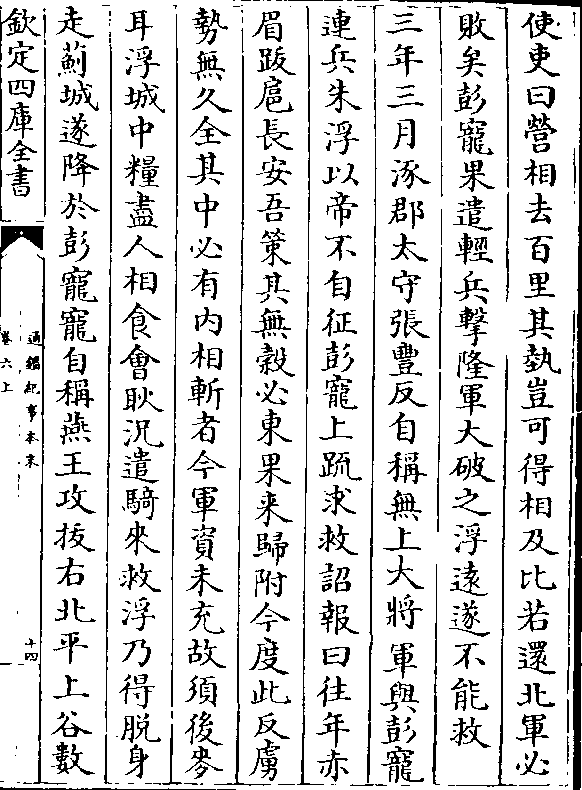 使吏曰營相去百里其埶豈可得相及比若還北軍必
敗矣彭寵果遣輕兵擊隆軍大破之浮遠遂不能救
三年三月涿郡太守張豐反自稱無上大將軍與彭寵
連兵朱浮以帝不自征彭寵上疏求救詔報曰往年赤
眉跋扈長安吾策其無穀必東果来歸附今度此反虜
勢無久全其中必有内相斬者今軍資未充故須後麥
耳浮城中糧盡人相食會耿況遣騎來救浮乃得脱身
走薊城遂降於彭寵寵自稱燕王攻拔右北平上谷數
欽定四庫全書
通鑑紀事本末
卷六上
十四